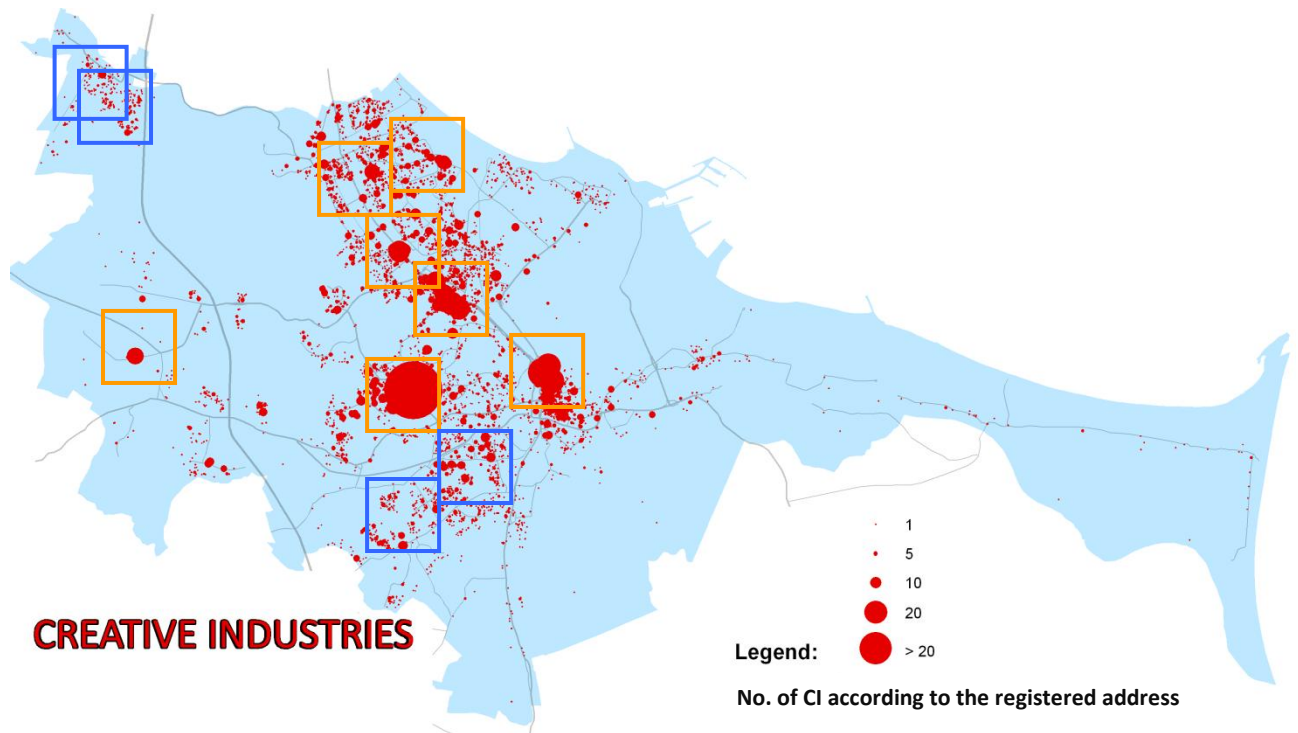 CREATIVE INDUSTRIES
1
5
10
20
Legend: > 20
No. of CI according to the registered address